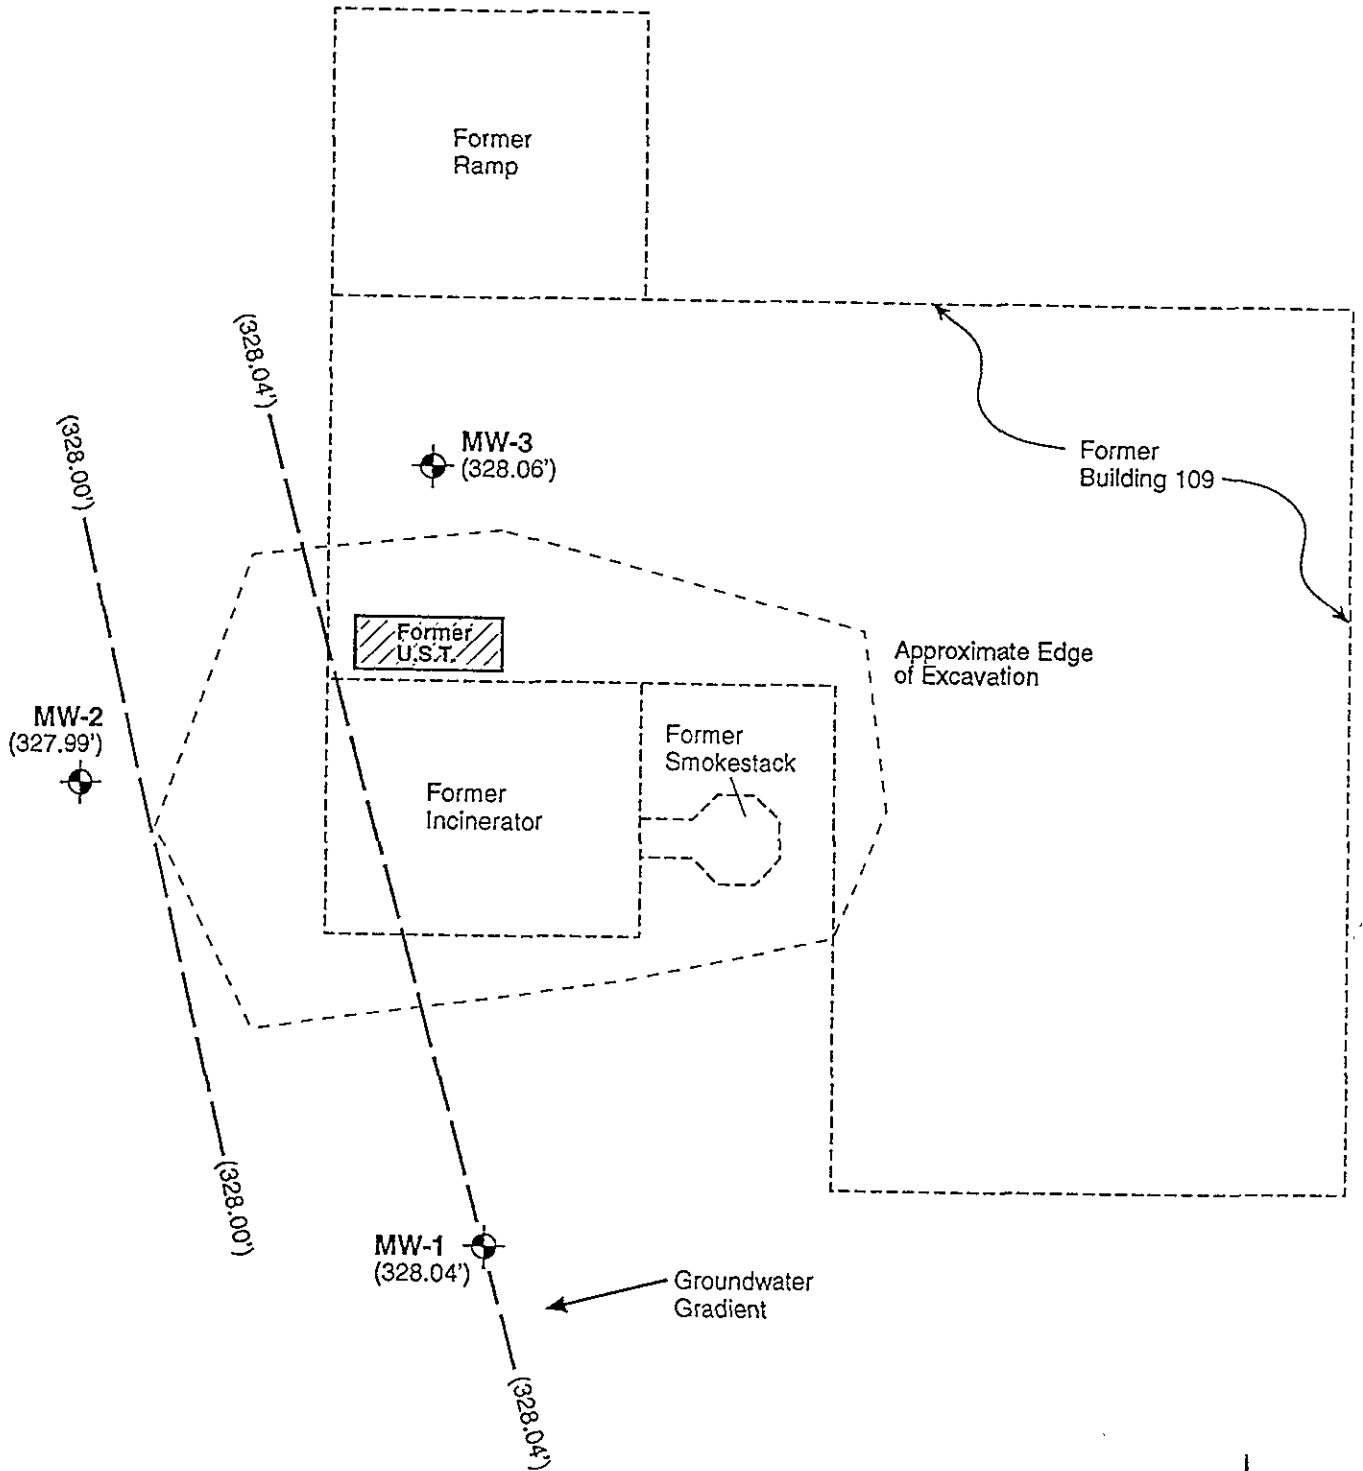 Former
Ramp
(328.04')
(328.00')
MW-3
(328.06')
Former
Building 109
Former
U.S.T.
Approximate Edge
of Excavation
MW-2
(327.99')
Former
Smokestack
Former
Incinerator
(328.00')
MW-1
(328.04')
Groundwater
Gradient
(328.04')